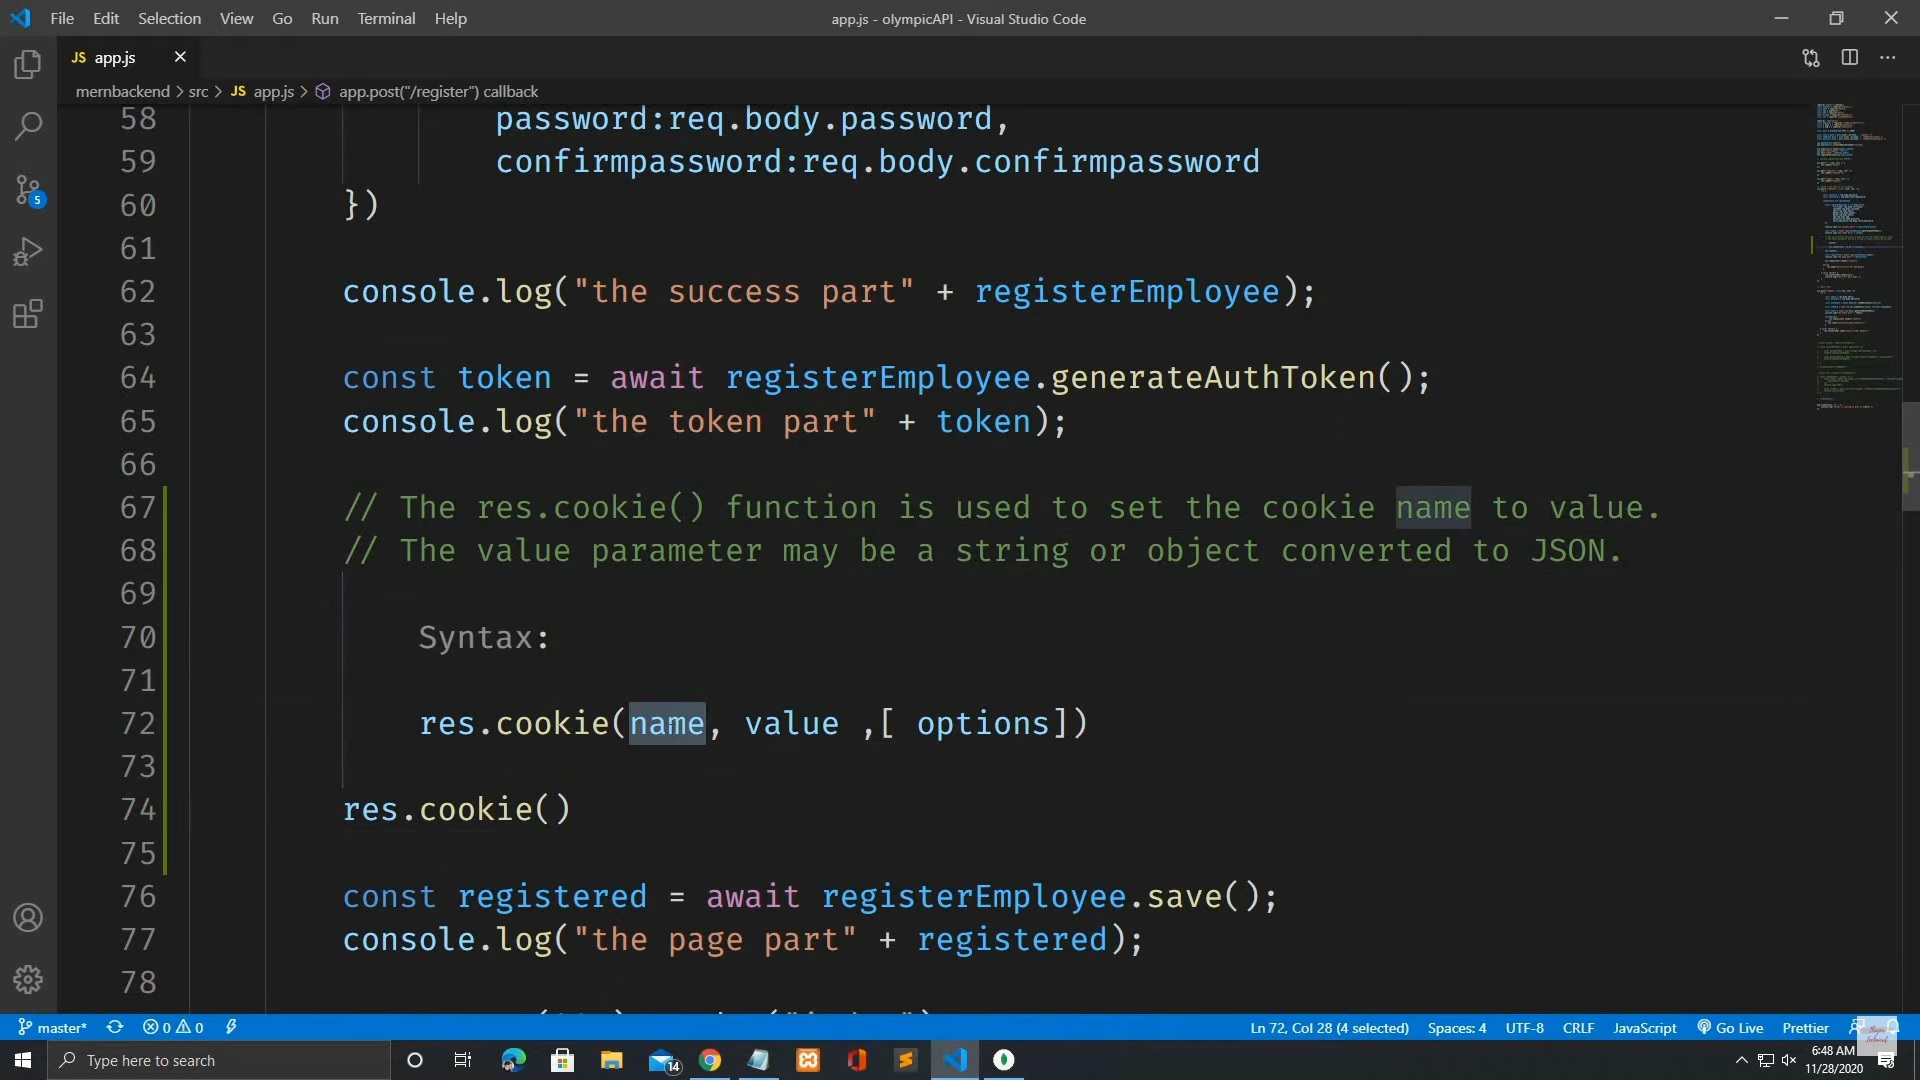 File Edit Selection View Go Run Terminal Help
app.js - olympicAPI - Visual Studio Code
JS app.js
mernbackend > src > JS app.js > app.post("/register") callback
58 password:req.body.password,
59 confirmpassword:req.body.confirmpassword
60 })
61
62 console.log("the success part" + registerEmployee);
63
64 const token = await registerEmployee.generateAuthToken();
65 console.log("the token part" + token);
66
67 // The res.cookie() function is used to set the cookie name to value.
68 // The value parameter may be a string or object converted to JSON.
69
70 Syntax:
71
72 res.cookie(name, value ,[ options])
73
74 res.cookie()
75
76 const registered = await registerEmployee.save();
77 console.log("the page part" + registered);
78
5
master* 0 0 Ln 72, Col 28 (4 selected) Spaces: 4 UTF-8 CRLF JavaScript Go Live Prettier
Type here to search
14
6:48 AM
11/28/2020